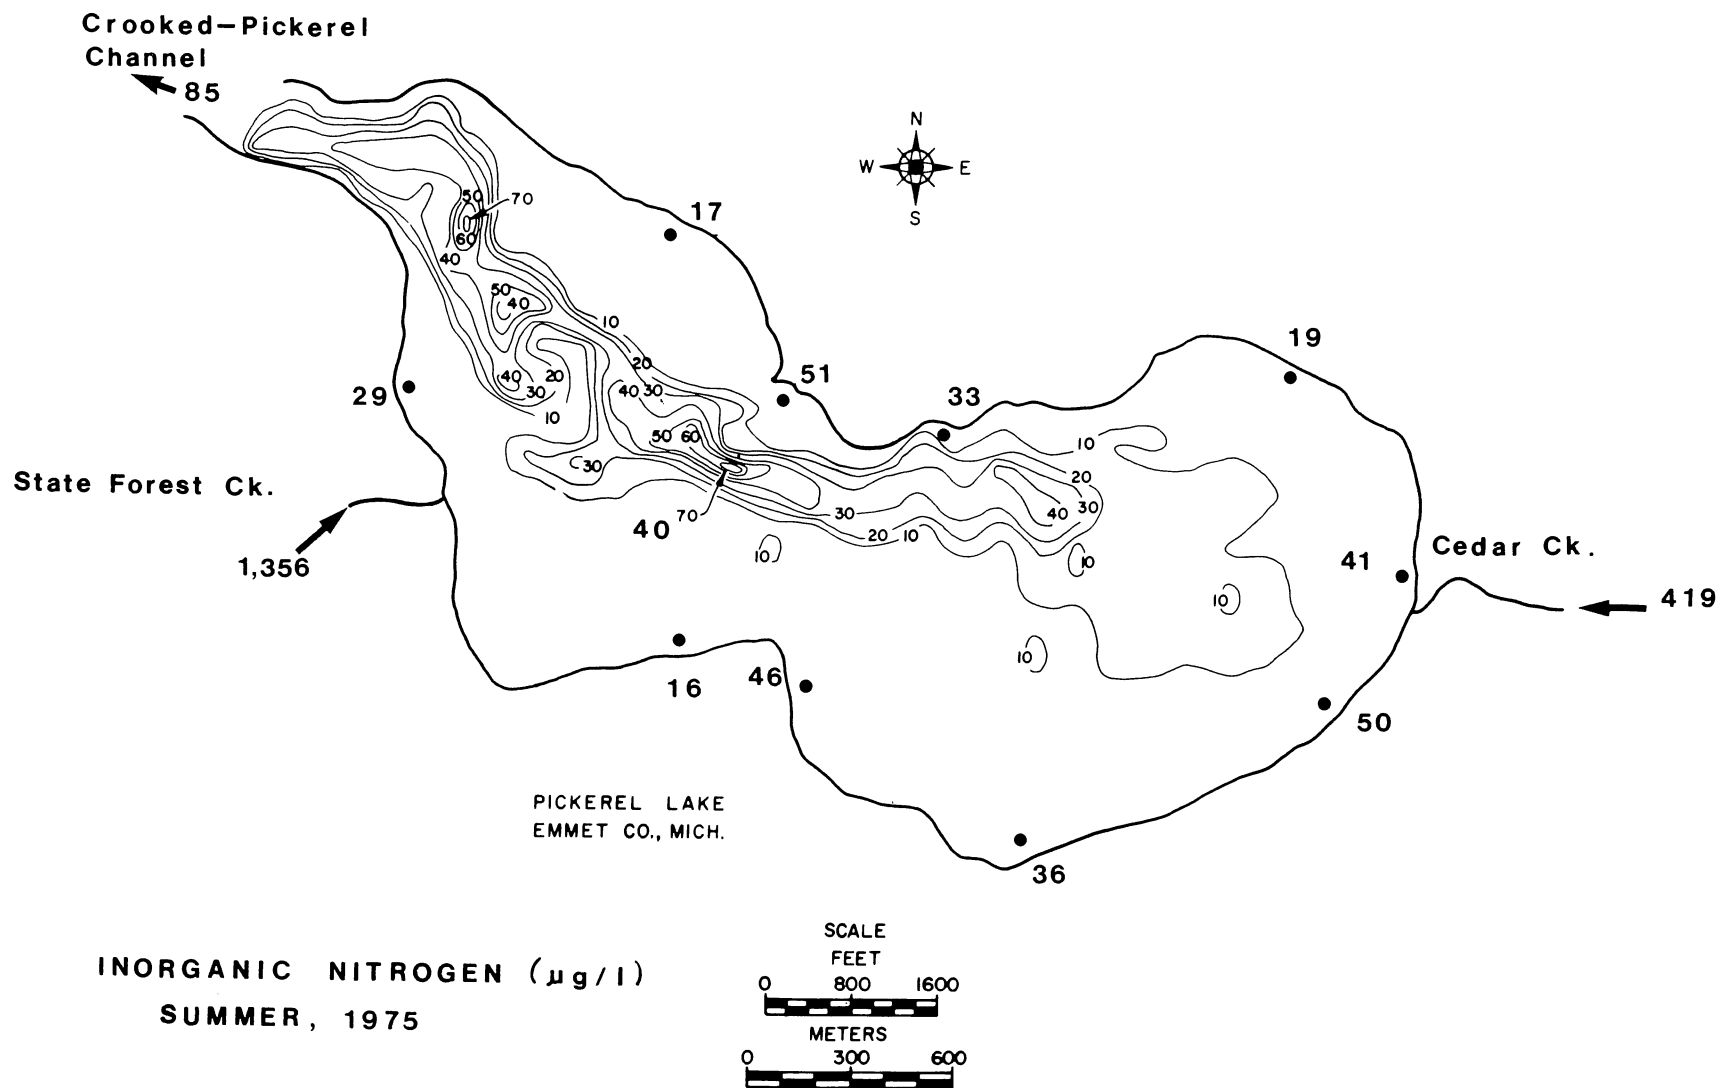 Crooked-Pickerel
Channel
85
N
W E
S
17
50 70
60
40
50
40
10
19
20
51
40 20 40 30
29 30
33
10
50 60 10
30 20
State Forest Ck.
40 70 30 40 30
20 10
Cedar Ck.
10 10 41
1,356
10 419
10
16 46
50
PICKEREL LAKE
EMMET CO., MICH.
36
SCALE
FEET
0 800 1600
INORGANIC NITROGEN (µg/l)
SUMMER, 1975
METERS
0 300 600